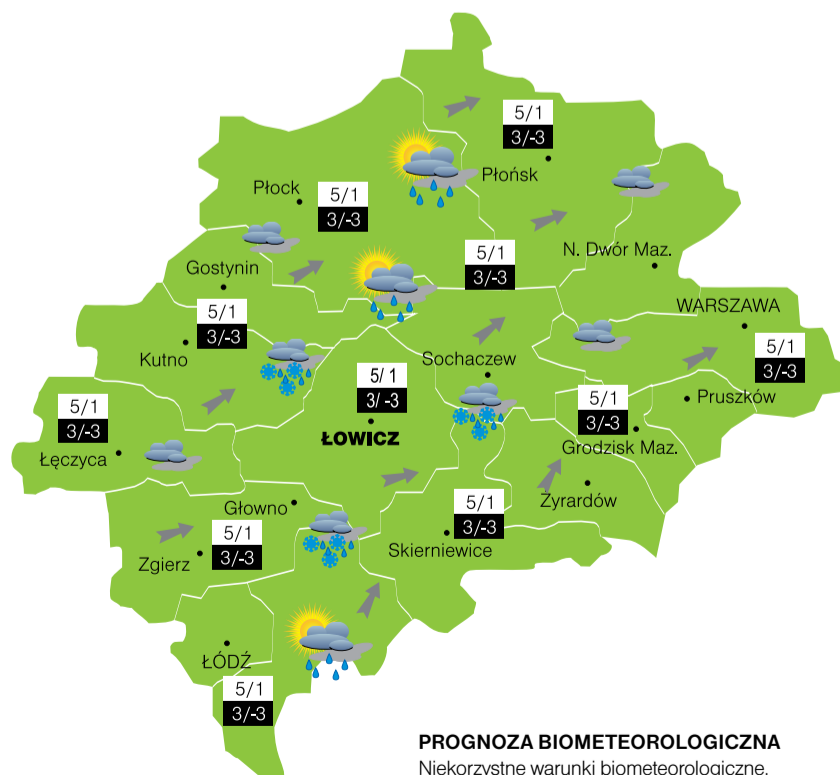 5/1
3/-3
Płońsk
Płock
5/1
3/-3
N. Dwór Maz.
5/1
3/-3
Gostynin
5/1
3/-3
Kutno
WARSZAWA
5/1
3/-3
Sochaczew
5/1
3/-3
ŁOWICZ
Pruszków
5/1
3/-3
Grodzisk Maz.
5/1
3/-3
Łęczyca
Żyrardów
Głowno
5/1
3/-3
Skierniewice
5/1
3/-3
Zgierz
ŁÓDŹ
5/1
3/-3
PROGNOZA BIOMETEOROLOGICZNA
Niekorzystne warunki biometeorologiczne.